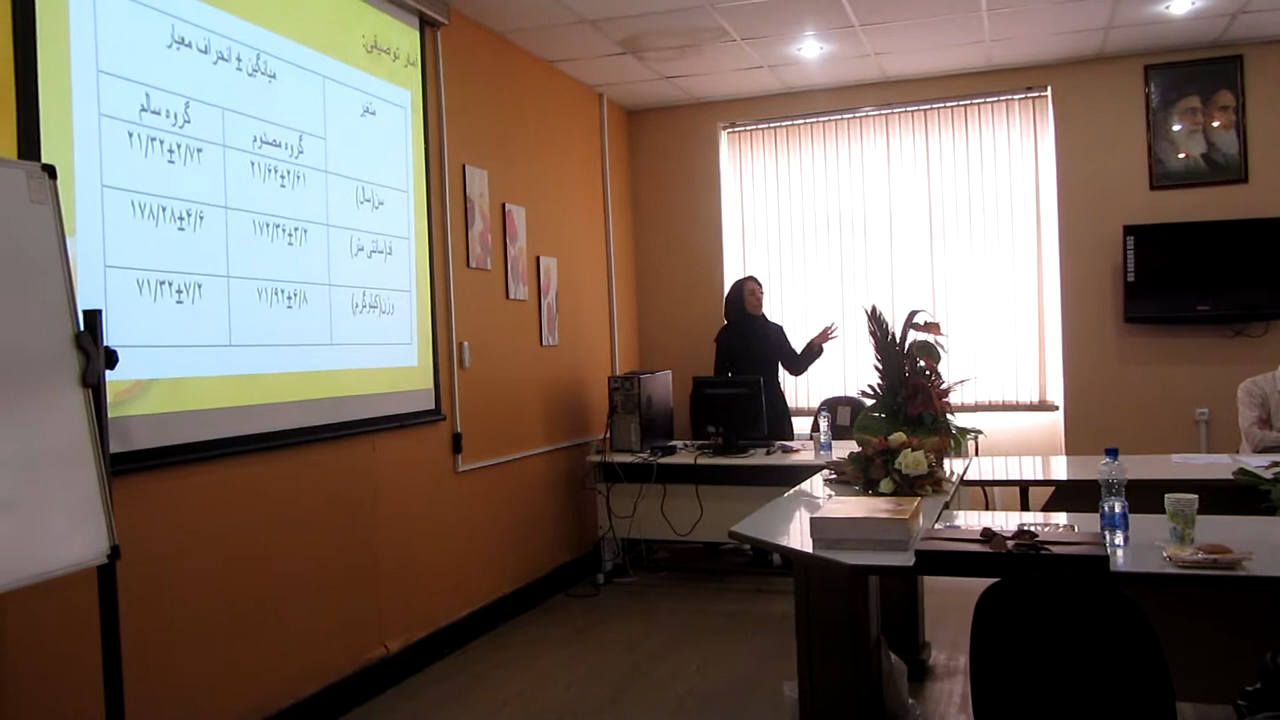 آمار توصیفی:
متغیر میانگین ± انحراف معیار
گروه مصدوم گروه سالم
سن(سال) ۲۱/۶۴±۲/۶۱ ۲۱/۳۲±۲/۷۳
قد(سانتی متر) ۱۷۲/۳۶±۳/۲ ۱۷۸/۲۸±۴/۶
وزن(کیلوگرم) ۷۱/۹۲±۶/۸ ۷۱/۳۲±۷/۲